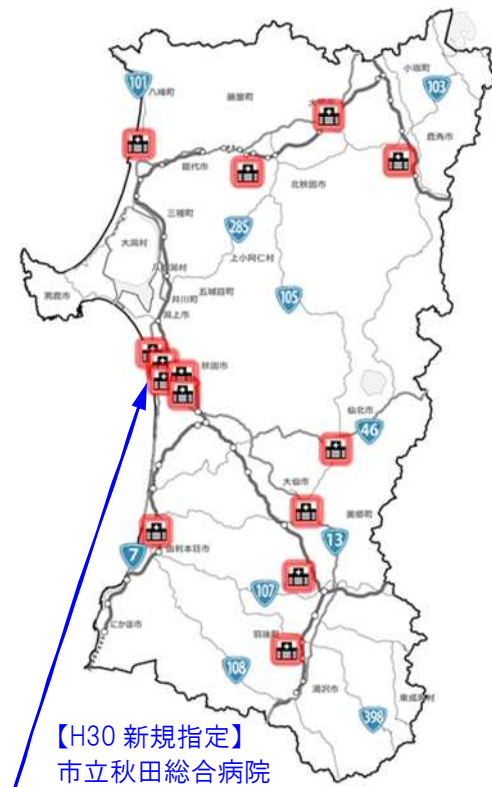 小坂町
101
103
八峰町
藤里町
鹿角市
能代市
北秋田市
三種町
285
大潟村
上小阿仁村
八郎潟町
五城目町
105
男鹿市
井川町
潟上市
秋田市
仙北市
46
大仙市
美郷町
13
7
由利本荘市
107
にかほ市
羽後町
108
湯沢市
東成瀬村
398
【H30 新規指定】
市立秋田総合病院